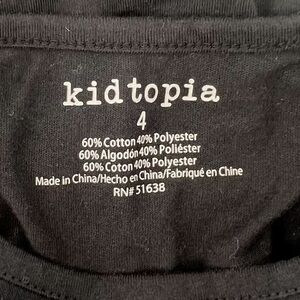 kidtopia
4
60% Cotton 40% Polyester
60% Algodón 40% Poliéster
60% Coton 40% Polyester
Made in China/Hecho en China/Fabriqué en Chine
RN# 51638